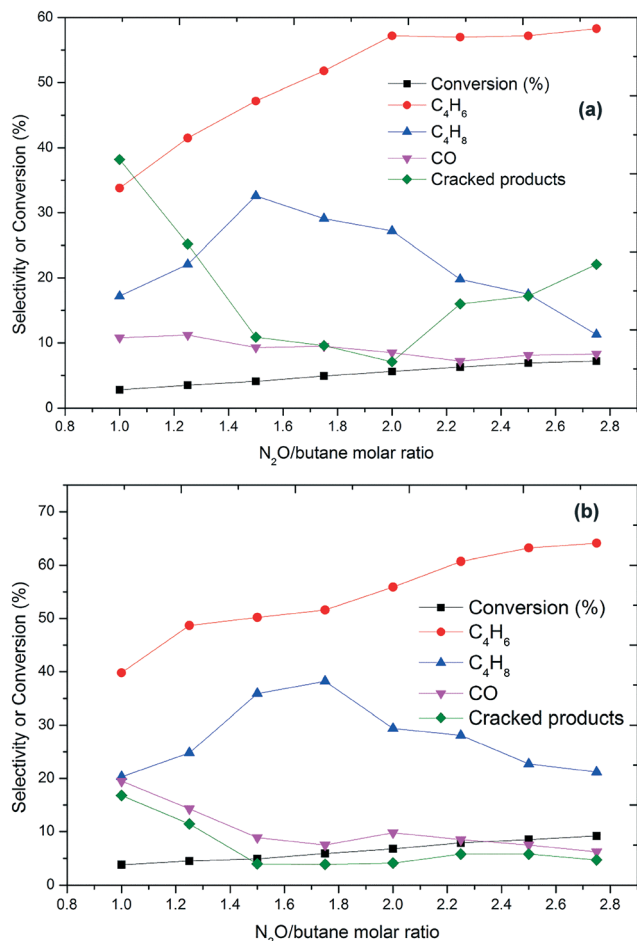 60
50
40
30
20
10
0
Selectivity or Conversion (%)
(a)
Conversion (%)
C₄H₆
C₄H₈
CO
Cracked products
0.8 1.0 1.2 1.4 1.6 1.8 2.0 2.2 2.4 2.6 2.8
N₂O/butane molar ratio
70
60
50
40
30
20
10
0
Selectivity or Conversion (%)
(b)
Conversion (%)
C₄H₆
C₄H₈
CO
Cracked products
0.8 1.0 1.2 1.4 1.6 1.8 2.0 2.2 2.4 2.6 2.8
N₂O/butane molar ratio